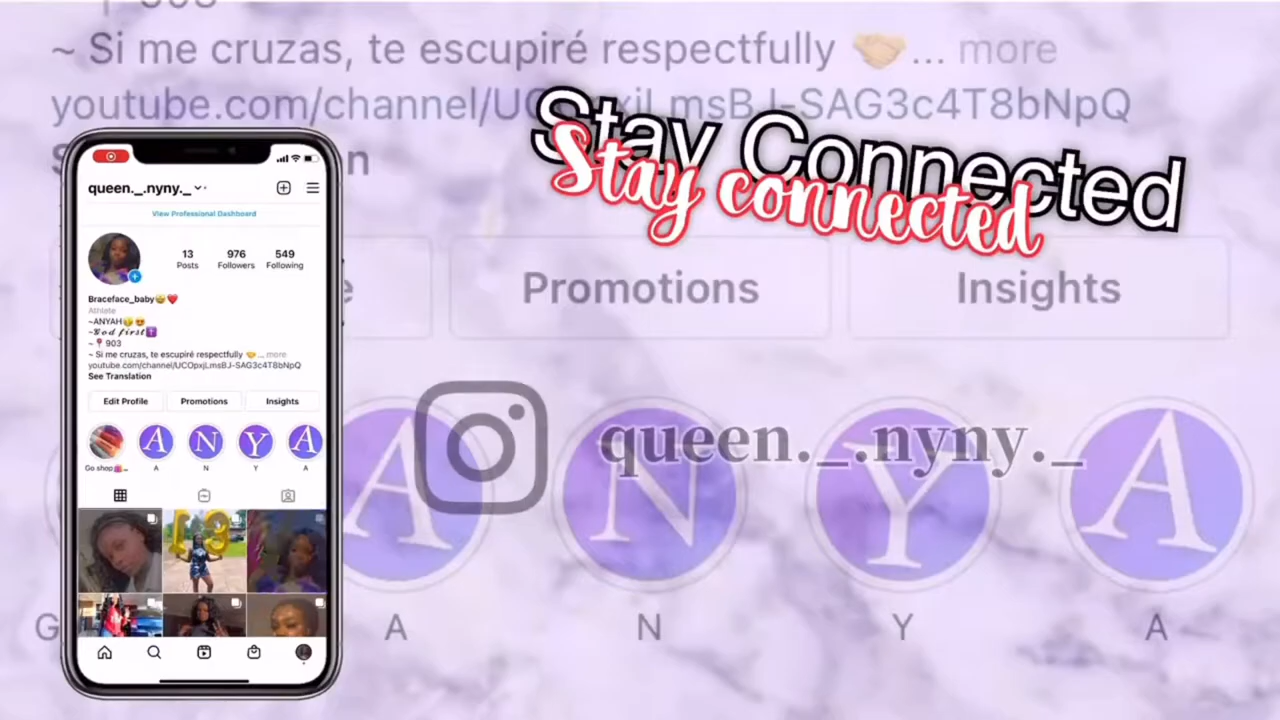 ~ Si me cruzas, te escupiré respectfully 🤝... more
Stay Connected
Stay connected
queen._.nyny._
View Professional Dashboard
13 976 549
Posts Followers Following
Braceface_baby
Athlete
~ANYAH
~𝓖𝓸𝓭 𝓯𝓲𝓻𝓼𝓽
~ 📍 903
~ Si me cruzas, te escupiré respectfully 🤝... more
youtube.com/channel/UCOpxjLmsBJ-SAG3c4T8bNpQ
See Translation
Edit Profile Promotions Insights
A N Y A
Go shop
A N Y A
13
Promotions Insights
queen._.nyny._
A N Y A
A N Y A